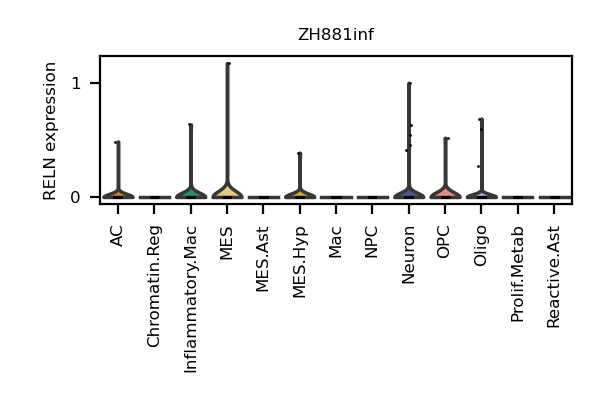 ZH881inf
RELN expression
1
0
AC
Chromatin.Reg
Inflammatory.Mac
MES
MES.Ast
MES.Hyp
Mac
NPC
Neuron
OPC
Oligo
Prolif.Metab
Reactive.Ast